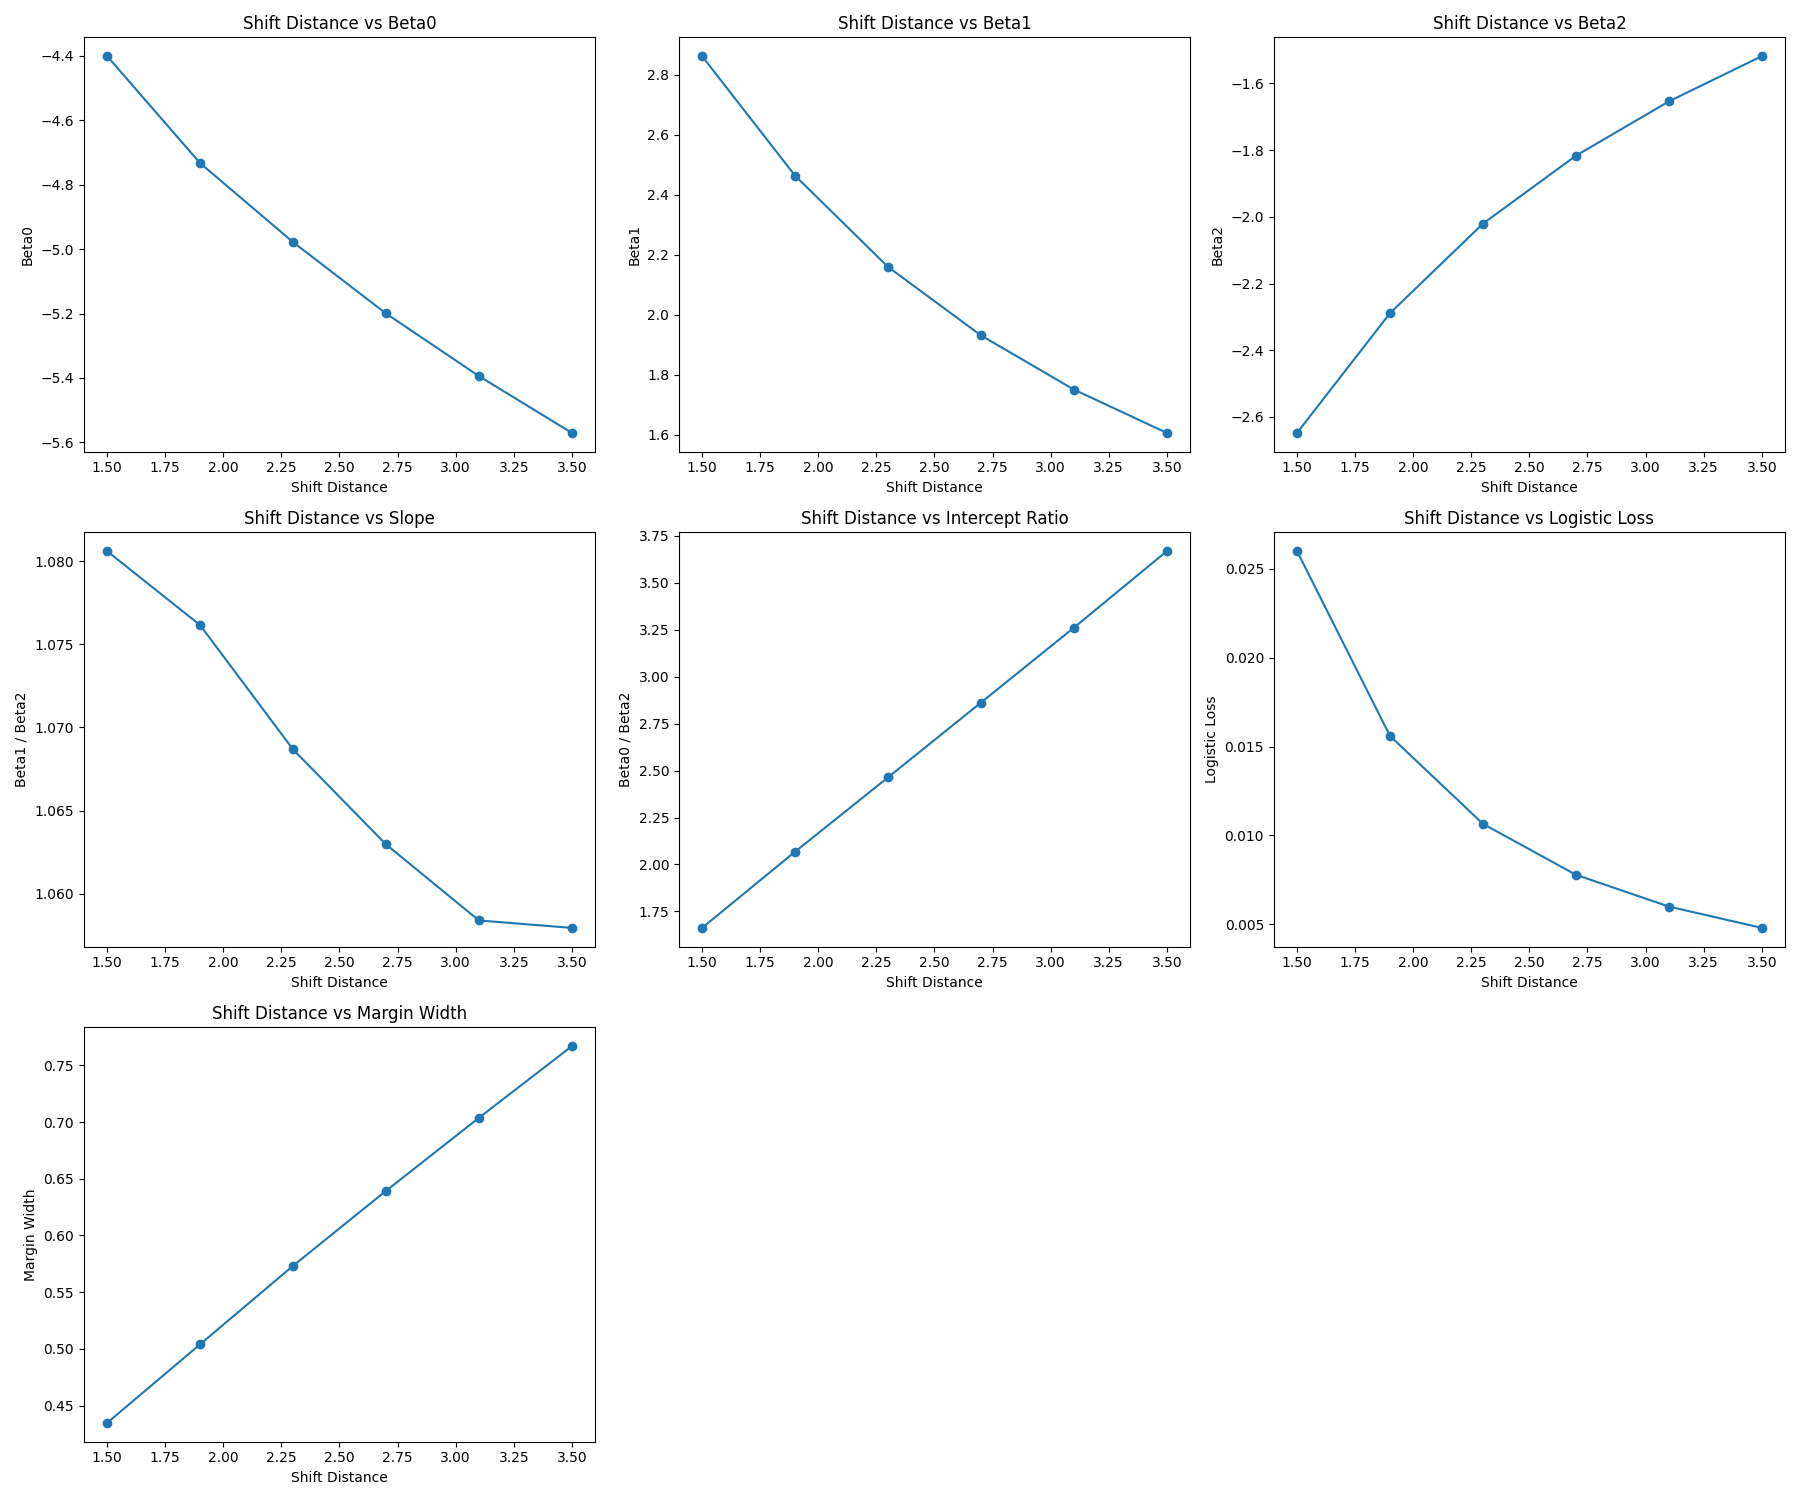 Shift Distance vs Beta0
Beta0
−4.4
−4.6
−4.8
−5.0
−5.2
−5.4
−5.6
1.50 1.75 2.00 2.25 2.50 2.75 3.00 3.25 3.50
Shift Distance
Shift Distance vs Beta1
Beta1
2.8
2.6
2.4
2.2
2.0
1.8
1.6
1.50 1.75 2.00 2.25 2.50 2.75 3.00 3.25 3.50
Shift Distance
Shift Distance vs Beta2
Beta2
−1.6
−1.8
−2.0
−2.2
−2.4
−2.6
1.50 1.75 2.00 2.25 2.50 2.75 3.00 3.25 3.50
Shift Distance
Shift Distance vs Slope
Beta1 / Beta2
1.080
1.075
1.070
1.065
1.060
1.50 1.75 2.00 2.25 2.50 2.75 3.00 3.25 3.50
Shift Distance
Shift Distance vs Intercept Ratio
Beta0 / Beta2
3.75
3.50
3.25
3.00
2.75
2.50
2.25
2.00
1.75
1.50 1.75 2.00 2.25 2.50 2.75 3.00 3.25 3.50
Shift Distance
Shift Distance vs Logistic Loss
Logistic Loss
0.025
0.020
0.015
0.010
0.005
1.50 1.75 2.00 2.25 2.50 2.75 3.00 3.25 3.50
Shift Distance
Shift Distance vs Margin Width
Margin Width
0.75
0.70
0.65
0.60
0.55
0.50
0.45
1.50 1.75 2.00 2.25 2.50 2.75 3.00 3.25 3.50
Shift Distance